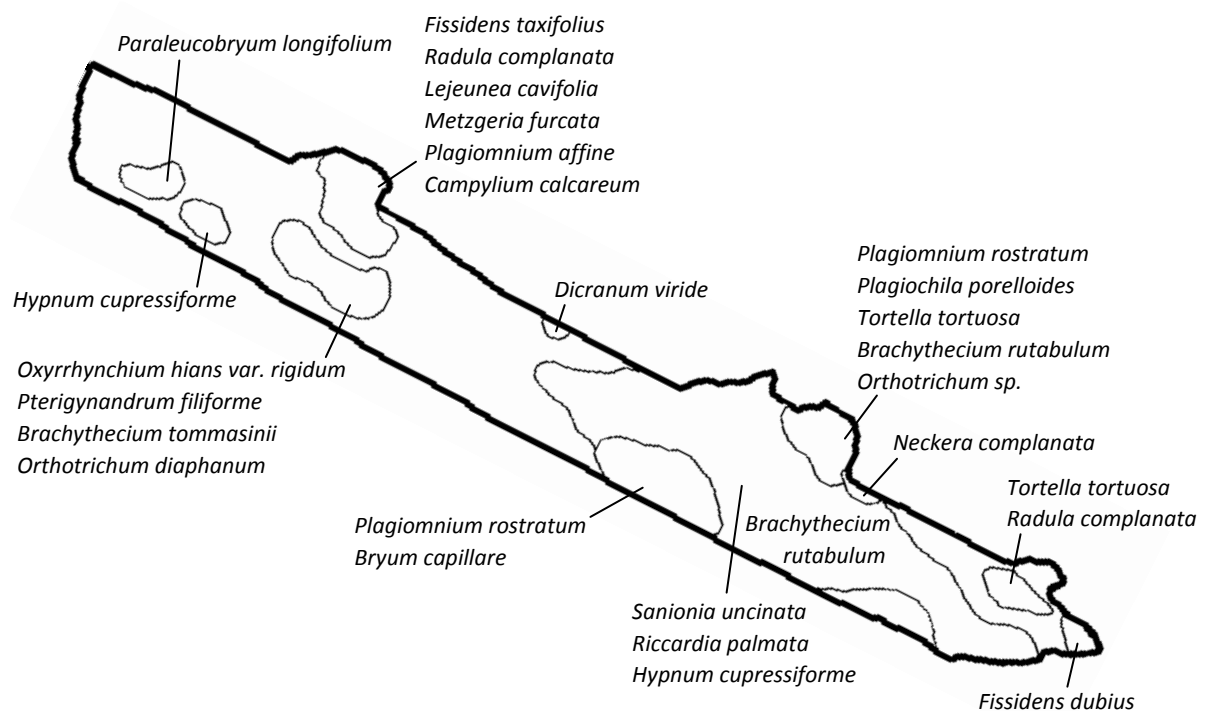 Paraleucobryum longifolium
Fissidens taxifolius
Radula complanata
Lejeunea cavifolia
Metzgeria furcata
Plagiomnium affine
Campylium calcareum
Hypnum cupressiforme
Oxyrrhynchium hians var. rigidum
Pterigynandrum filiforme
Brachythecium tommasinii
Orthotrichum diaphanum
Dicranum viride
Plagiomnium rostratum
Plagiochila porelloides
Tortella tortuosa
Brachythecium rutabulum
Orthotrichum sp.
Neckera complanata
Tortella tortuosa
Radula complanata
Plagiomnium rostratum
Bryum capillare
Brachythecium
rutabulum
Sanionia uncinata
Riccardia palmata
Hypnum cupressiforme
Fissidens dubius